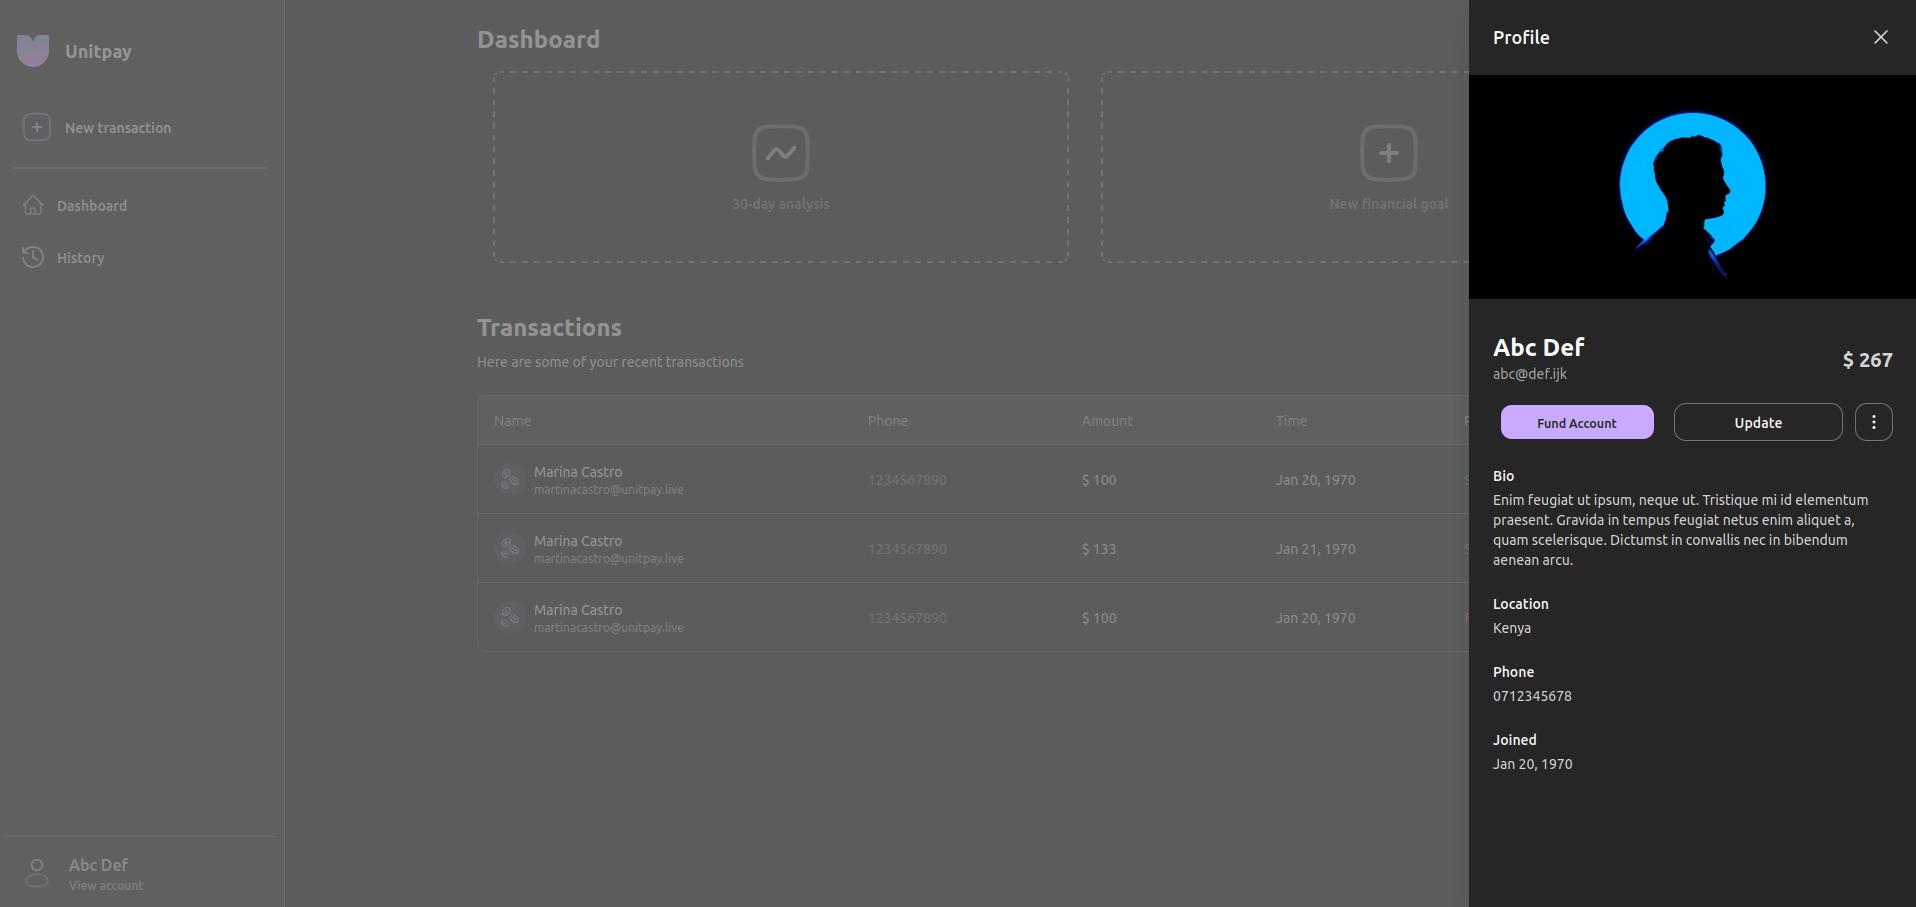 Unitpay
New transaction
Dashboard
History
Abc Def
View account
Dashboard
30-day analysis
New financial goal
Transactions
Here are some of your recent transactions
Name Phone Amount Time
Marina Castro
martinacastro@unitpay.live
1234567890 $ 100 Jan 20, 1970
Marina Castro
martinacastro@unitpay.live
1234567890 $ 133 Jan 21, 1970
Marina Castro
martinacastro@unitpay.live
1234567890 $ 100 Jan 20, 1970
Profile
Abc Def
abc@def.ijk
$ 267
Fund Account
Update
Bio
Enim feugiat ut ipsum, neque ut. Tristique mi id elementum
praesent. Gravida in tempus feugiat netus enim aliquet a,
quam scelerisque. Dictumst in convallis nec in bibendum
aenean arcu.
Location
Kenya
Phone
0712345678
Joined
Jan 20, 1970